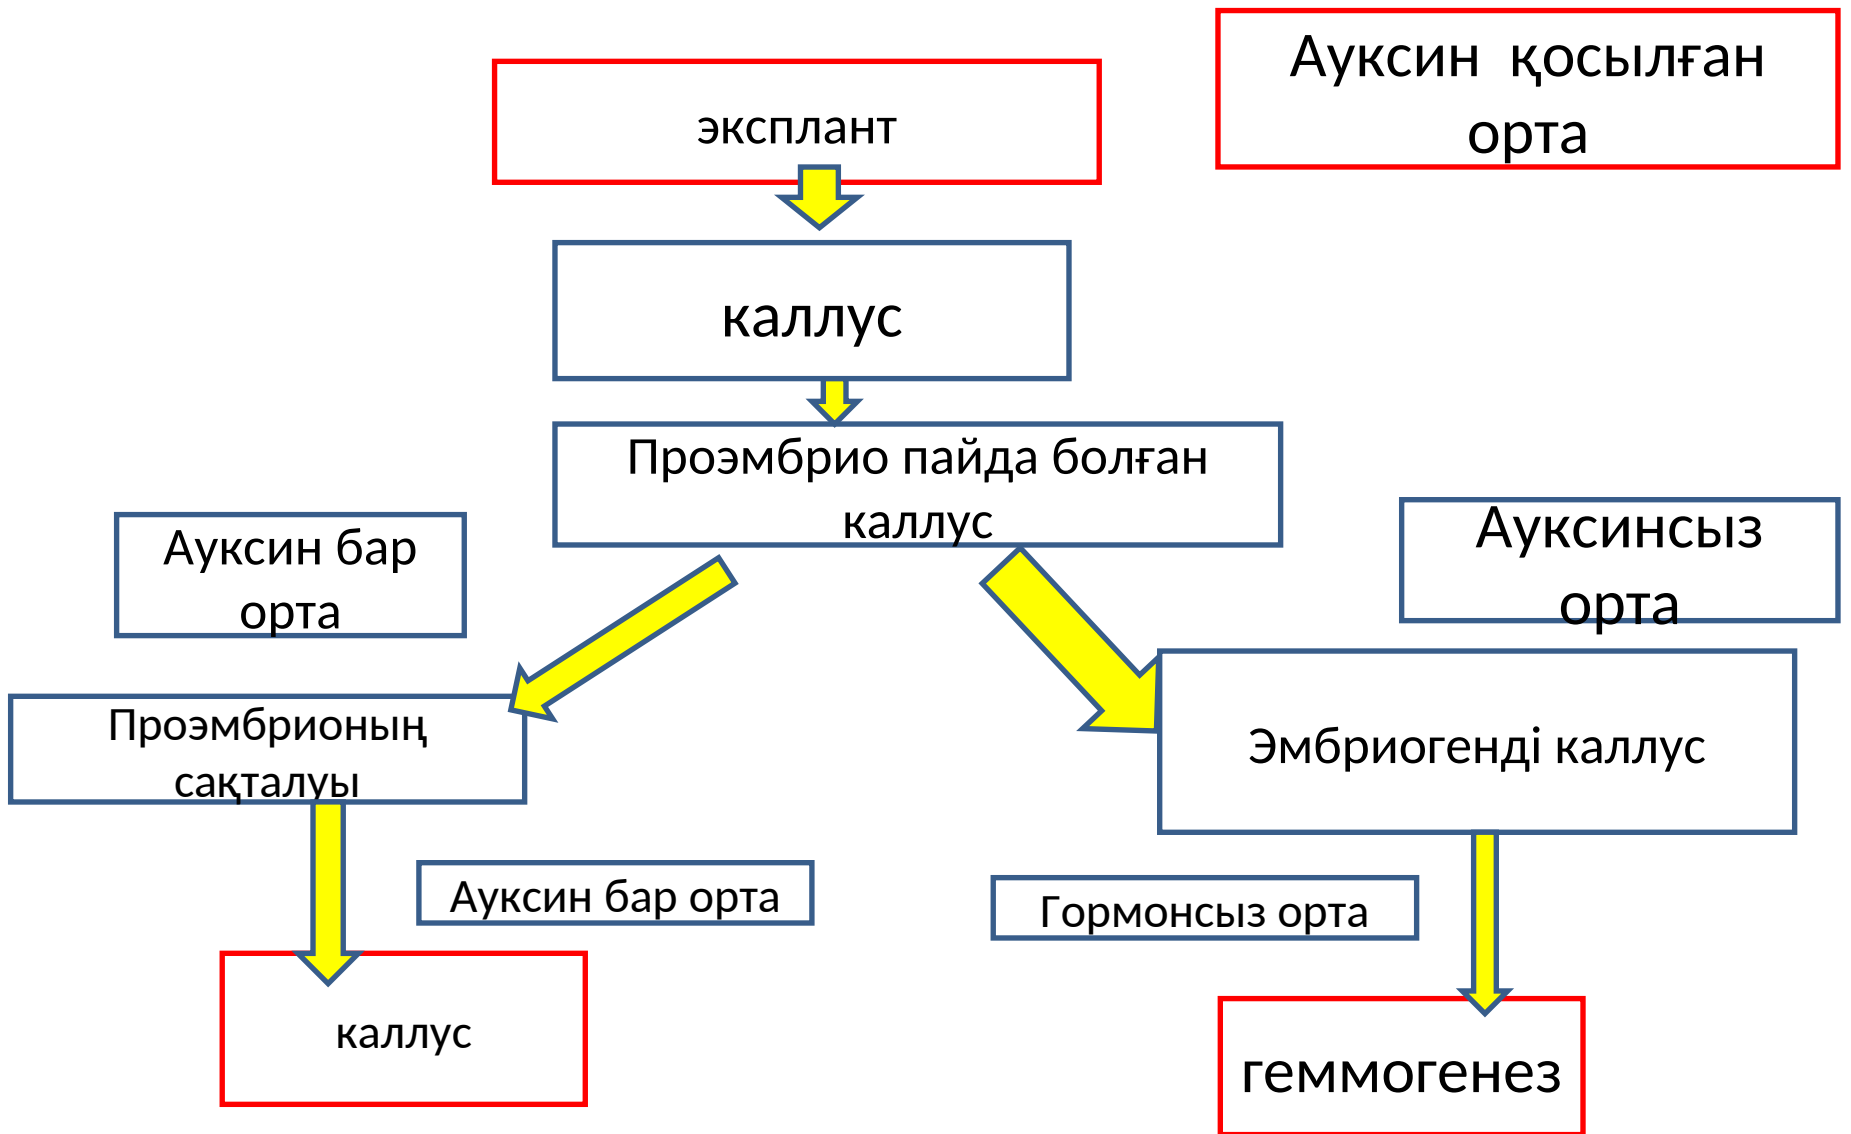 Ауксин қосылған
орта
эксплант
каллус
Проэмбрио пайда болған
каллус
Ауксин бар
орта
Ауксинсыз
орта
Проэмбрионың
сақталуы
Эмбриогенді каллус
Ауксин бар орта
Гормонсыз орта
каллус
геммогенез